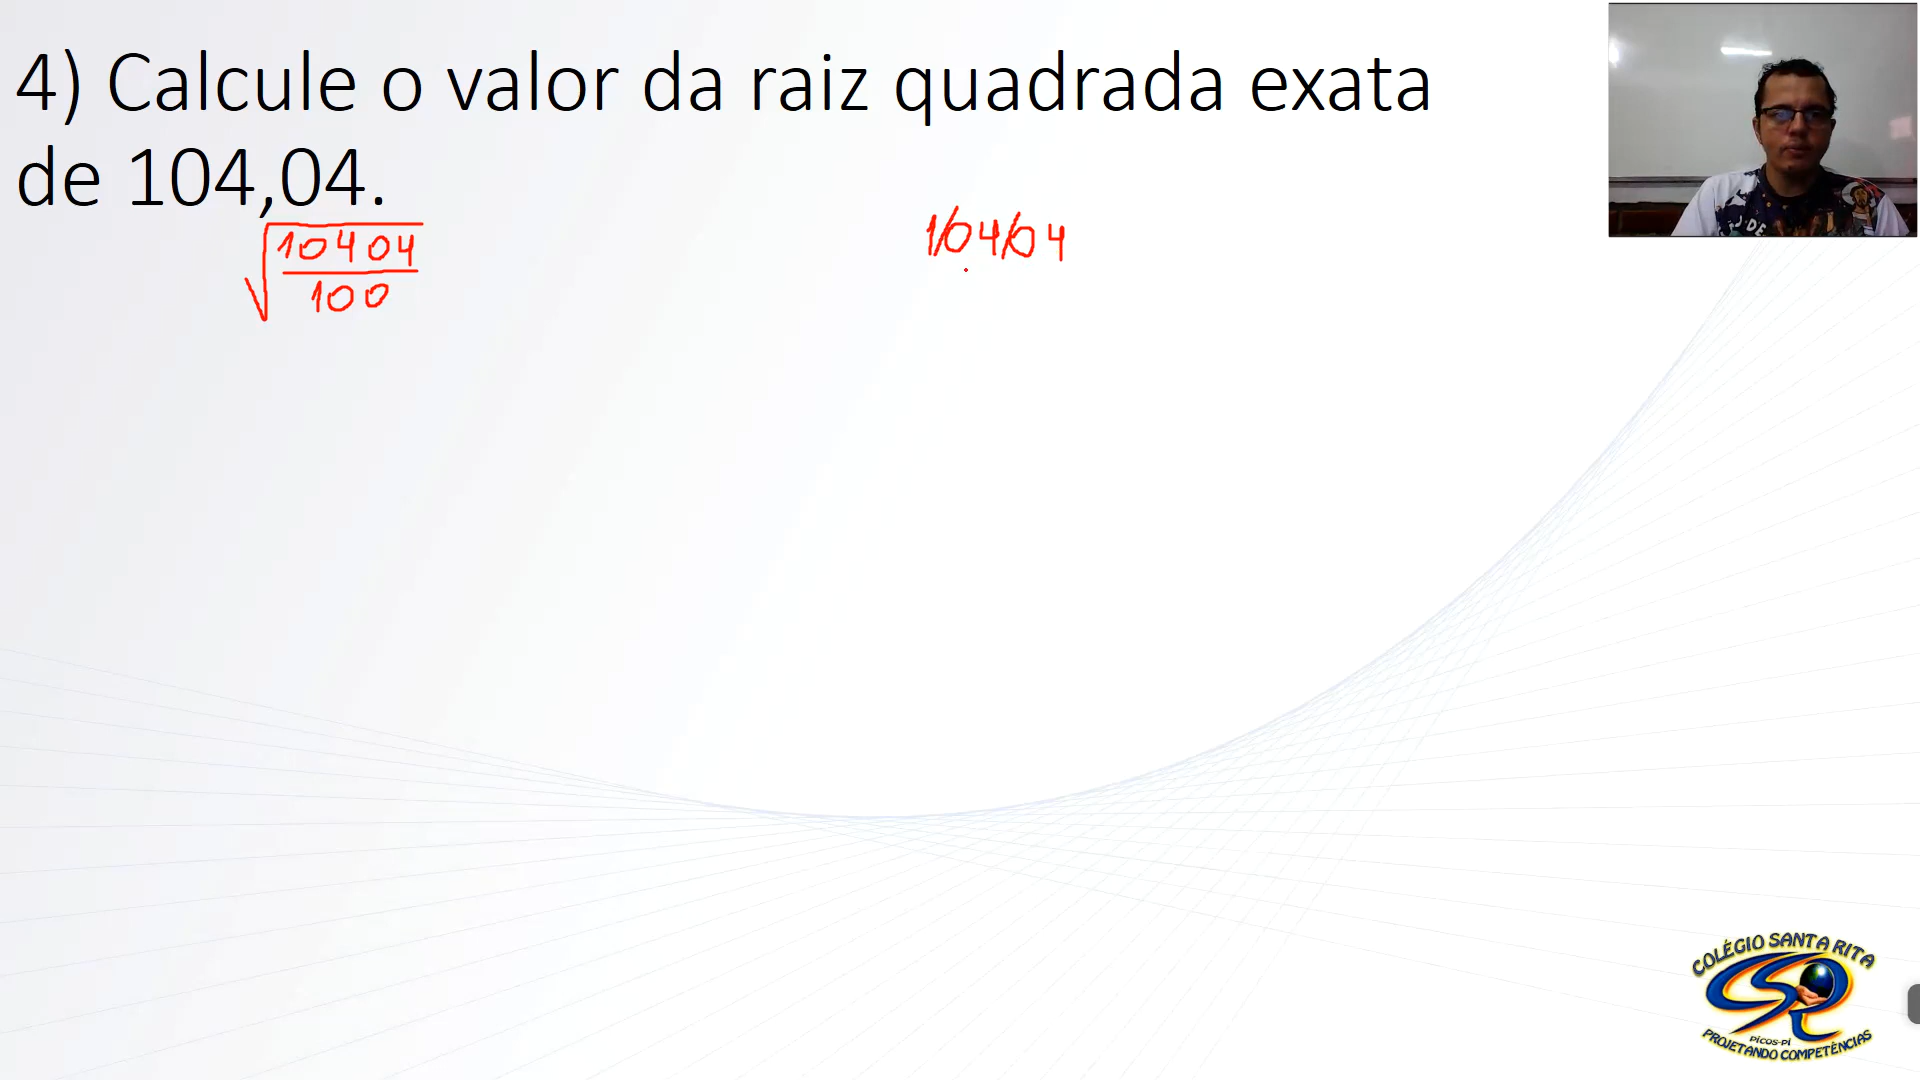 4) Calcule o valor da raiz quadrada exata
de 104,04.
√10404
100
1/04/04
COLÉGIO SANTA RITA
PICOS-PI
PROJETANDO COMPETÊNCIAS